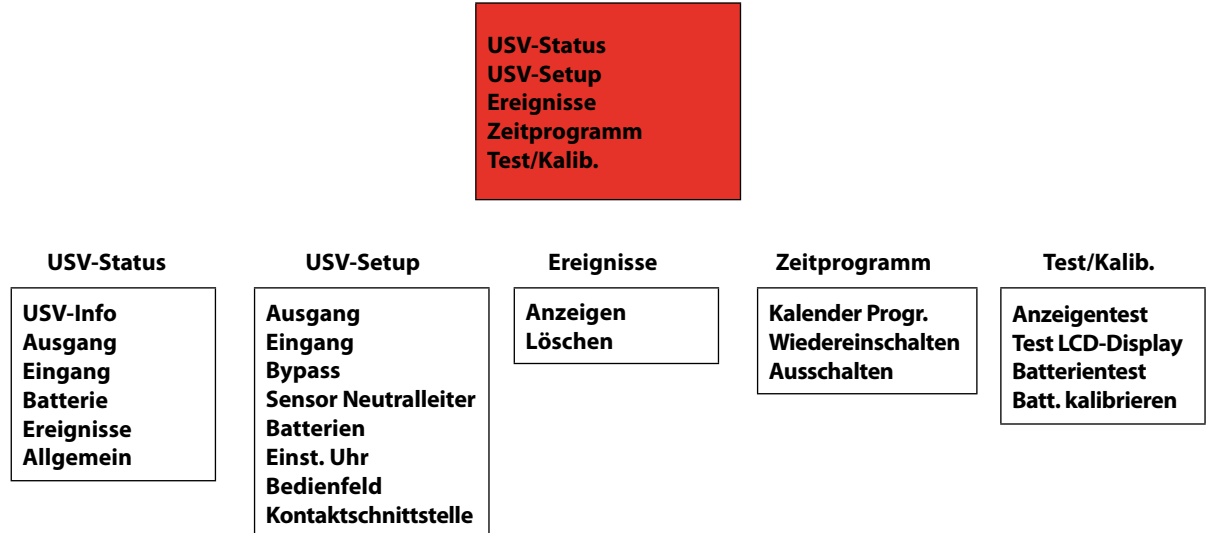 USV-Status
USV-Setup
Ereignisse
Zeitprogramm
Test/Kalib.
USV-Status
USV-Info
Ausgang
Eingang
Batterie
Ereignisse
Allgemein
USV-Setup
Ausgang
Eingang
Bypass
Sensor Neutralleiter
Batterien
Einst. Uhr
Bedienfeld
Kontaktschnittstelle
Ereignisse
Anzeigen
Löschen
Zeitprogramm
Kalender Progr.
Wiedereinschalten
Ausschalten
Test/Kalib.
Anzeigentest
Test LCD-Display
Batterientest
Batt. kalibrieren